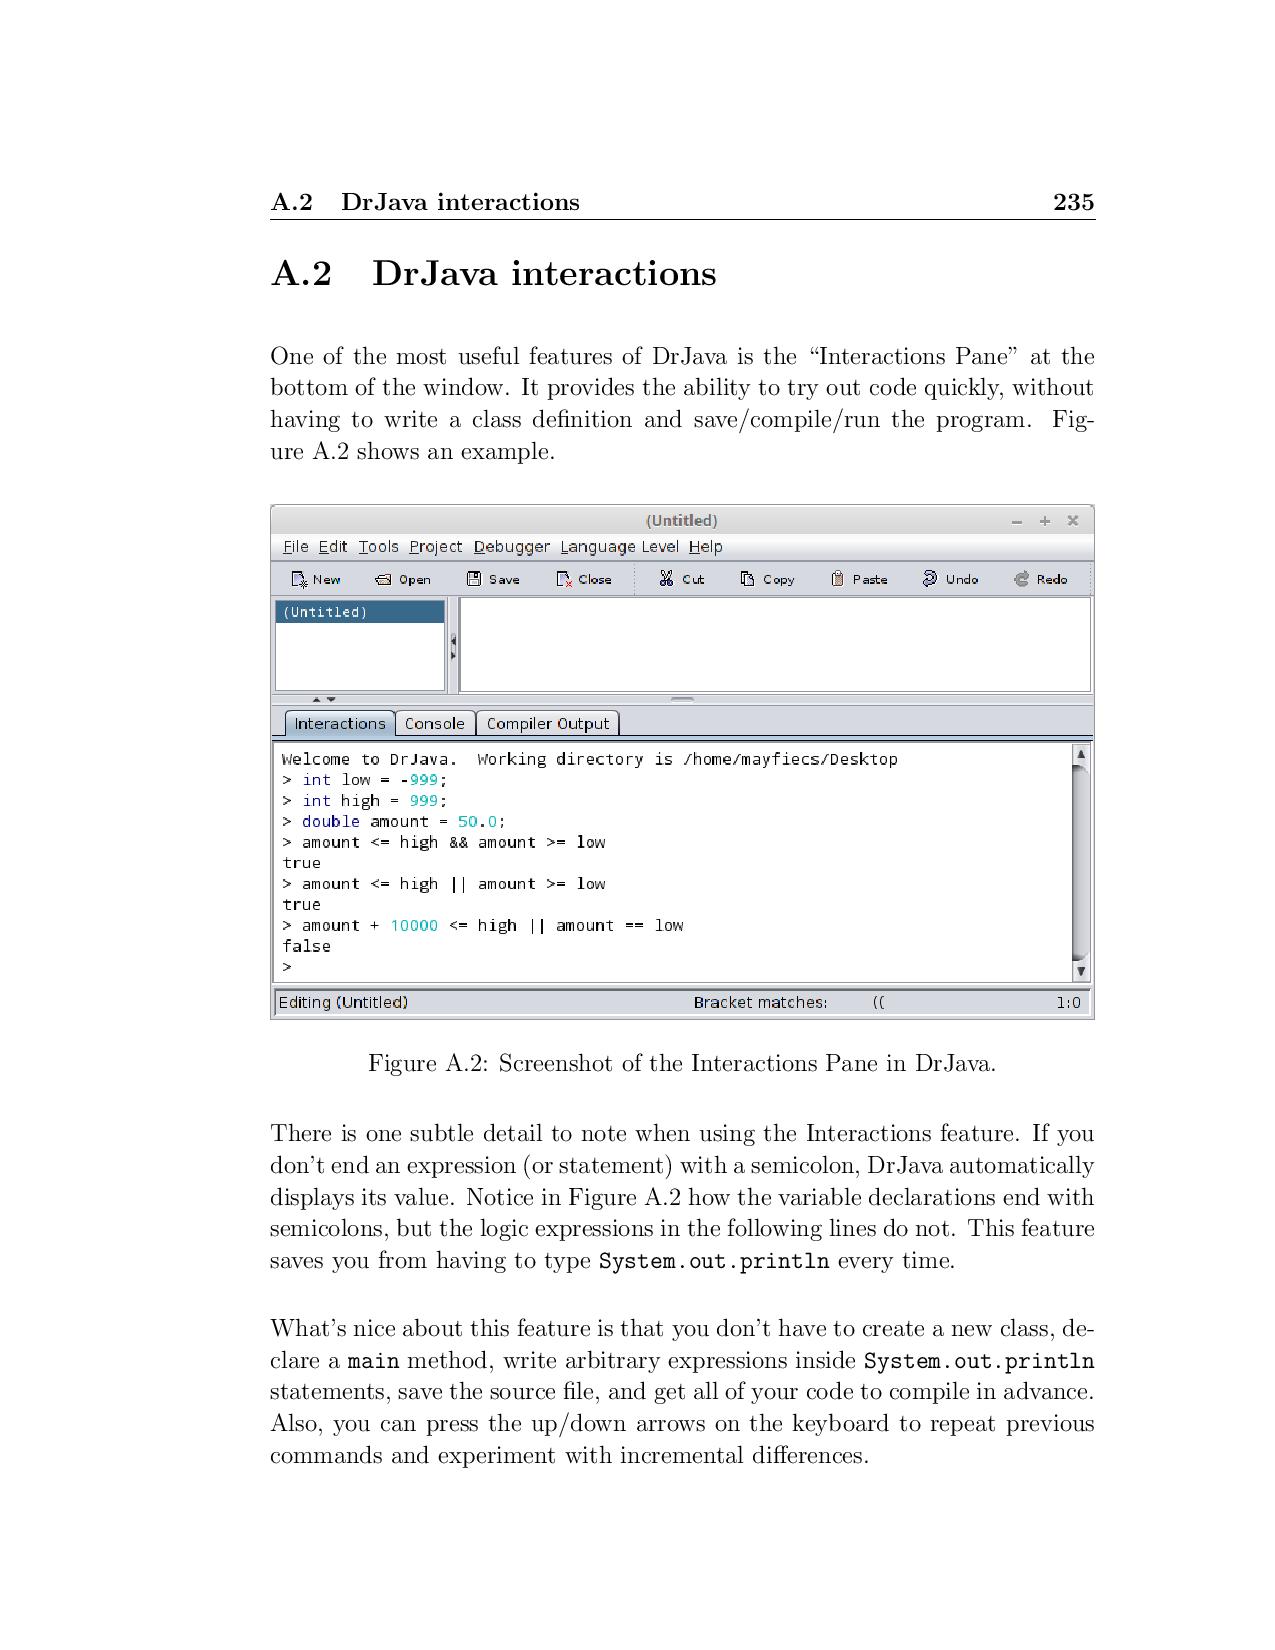 A.2 DrJava interactions 235
A.2 DrJava interactions
One of the most useful features of DrJava is the “Interactions Pane” at the
bottom of the window. It provides the ability to try out code quickly, without
having to write a class definition and save/compile/run the program. Fig-
ure A.2 shows an example.
(Untitled)
File Edit Tools Project Debugger Language Level Help
New Open Save Close Cut Copy Paste Undo Redo
(Untitled)
Interactions Console Compiler Output
Welcome to DrJava.  Working directory is /home/mayfiecs/Desktop
> int low = -999;
> int high = 999;
> double amount = 50.0;
> amount <= high && amount >= low
true
> amount <= high || amount >= low
true
> amount + 10000 <= high || amount == low
false
>
Editing (Untitled) Bracket matches: (( 1:0
Figure A.2: Screenshot of the Interactions Pane in DrJava.
There is one subtle detail to note when using the Interactions feature. If you
don’t end an expression (or statement) with a semicolon, DrJava automatically
displays its value. Notice in Figure A.2 how the variable declarations end with
semicolons, but the logic expressions in the following lines do not. This feature
saves you from having to type System.out.println every time.
What’s nice about this feature is that you don’t have to create a new class, de-
clare a main method, write arbitrary expressions inside System.out.println
statements, save the source file, and get all of your code to compile in advance.
Also, you can press the up/down arrows on the keyboard to repeat previous
commands and experiment with incremental differences.